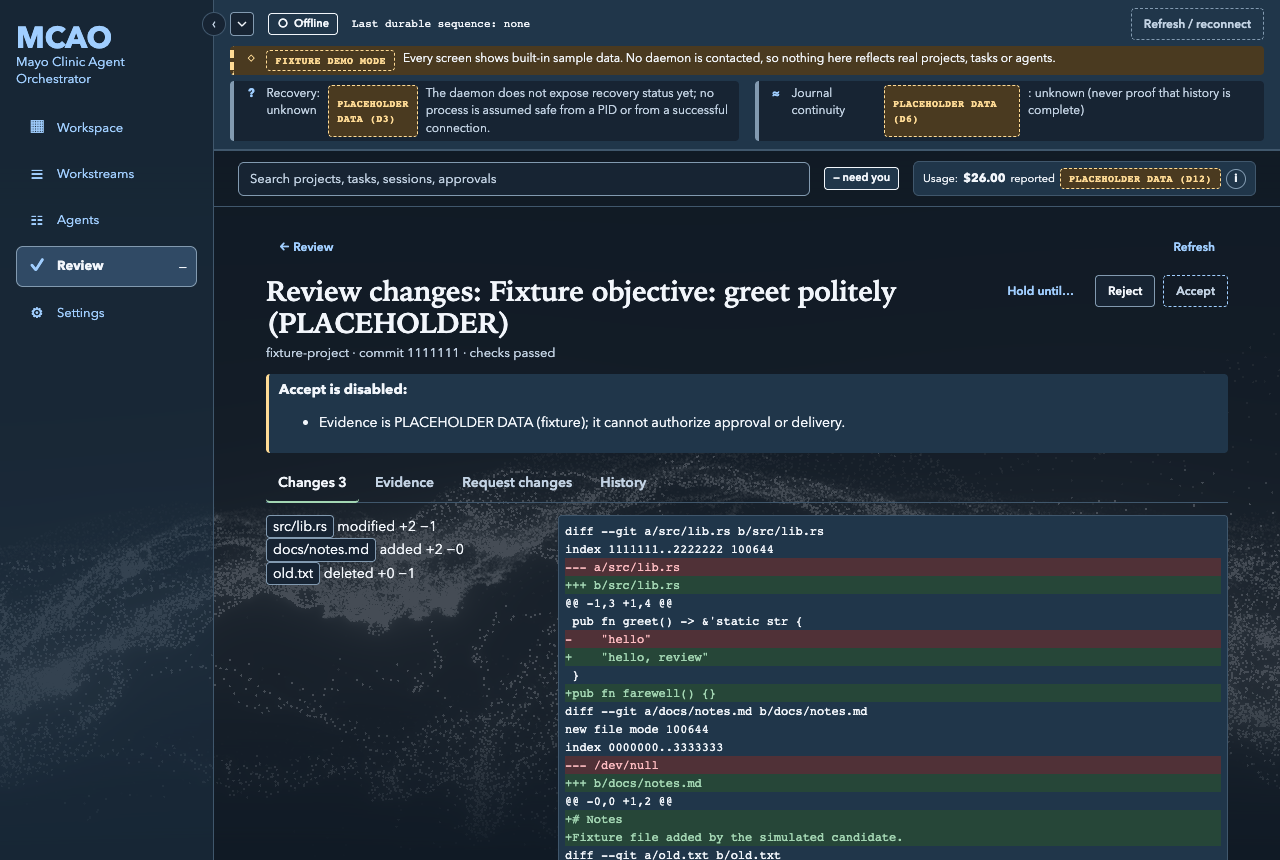 MCAO
Mayo Clinic Agent
Orchestrator
Workspace
Workstreams
Agents
Review –
Settings
Offline
Last durable sequence: none
Refresh / reconnect
FIXTURE DEMO MODE Every screen shows built-in sample data. No daemon is contacted, so nothing here reflects real projects, tasks or agents.
? Recovery:
unknown
PLACEHOLDER
DATA (D3)
The daemon does not expose recovery status yet; no
process is assumed safe from a PID or from a successful
connection.
≈ Journal
continuity
PLACEHOLDER DATA
(D6)
: unknown (never proof that history is
complete)
Search projects, tasks, sessions, approvals
– need you
Usage: $26.00 reported PLACEHOLDER DATA (D12) i
← Review
Refresh
Review changes: Fixture objective: greet politely
(PLACEHOLDER)
Hold until…
Reject
Accept
fixture-project · commit 1111111 · checks passed
Accept is disabled:
• Evidence is PLACEHOLDER DATA (fixture); it cannot authorize approval or delivery.
Changes 3
Evidence
Request changes
History
src/lib.rs modified +2 −1
docs/notes.md added +2 −0
old.txt deleted +0 −1
diff --git a/src/lib.rs b/src/lib.rs
index 1111111..2222222 100644
--- a/src/lib.rs
+++ b/src/lib.rs
@@ -1,3 +1,4 @@
 pub fn greet() -> &'static str {
-    "hello"
+    "hello, review"
 }
+pub fn farewell() {}
diff --git a/docs/notes.md b/docs/notes.md
new file mode 100644
index 0000000..3333333
--- /dev/null
+++ b/docs/notes.md
@@ -0,0 +1,2 @@
+# Notes
+Fixture file added by the simulated candidate.
diff --git a/old.txt b/old.txt